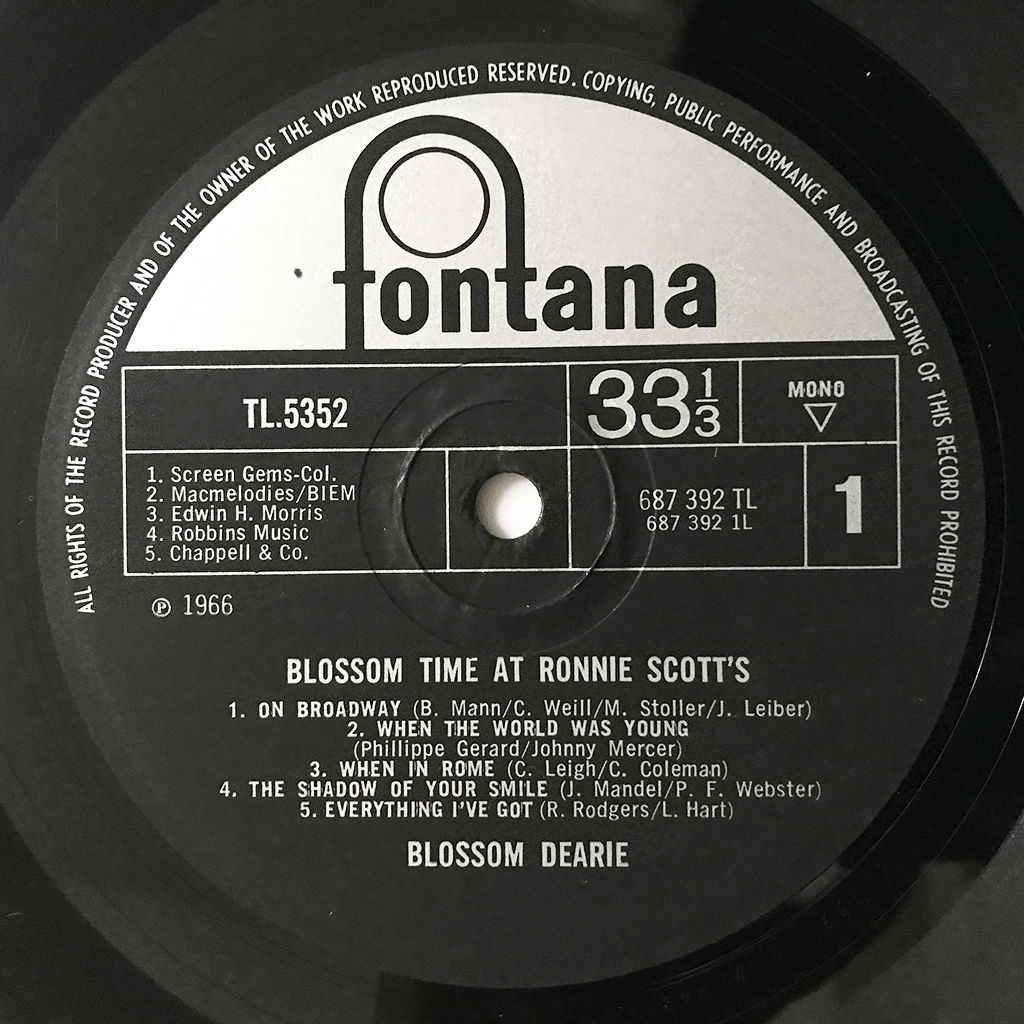 ALL RIGHTS OF THE RECORD PRODUCER AND OF THE OWNER OF THE WORK REPRODUCED RESERVED. COPYING, PUBLIC PERFORMANCE AND BROADCASTING OF THIS RECORD PROHIBITED
fontana
TL.5352
33 1/3
MONO
1. Screen Gems-Col.
2. Macmelodies/BIEM
3. Edwin H. Morris
4. Robbins Music
5. Chappell & Co.
687 392 TL
687 392 1L
1
℗ 1966
BLOSSOM TIME AT RONNIE SCOTT'S
1. ON BROADWAY (B. Mann/C. Weill/M. Stoller/J. Leiber)
2. WHEN THE WORLD WAS YOUNG
(Phillippe Gerard/Johnny Mercer)
3. WHEN IN ROME (C. Leigh/C. Coleman)
4. THE SHADOW OF YOUR SMILE (J. Mandel/P. F. Webster)
5. EVERYTHING I'VE GOT (R. Rodgers/L. Hart)
BLOSSOM DEARIE